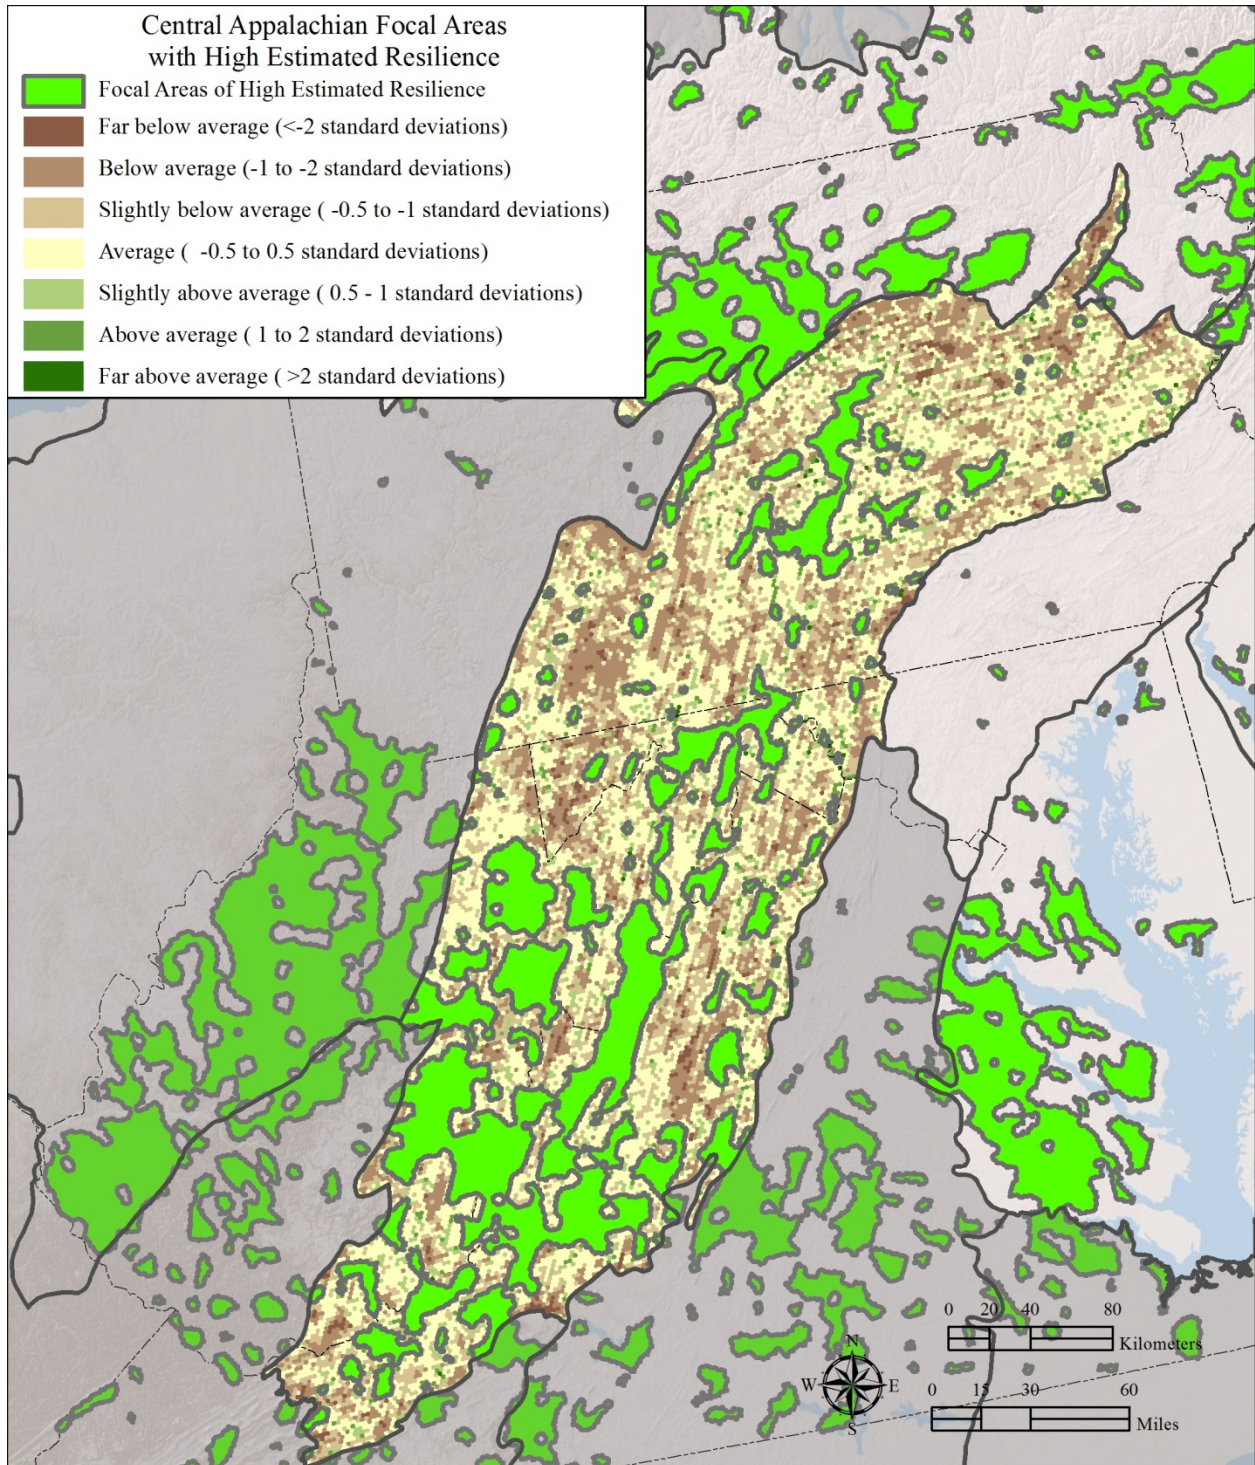 Central Appalachian Focal Areas
with High Estimated Resilience
Focal Areas of High Estimated Resilience
Far below average (<-2 standard deviations)
Below average (-1 to -2 standard deviations)
Slightly below average ( -0.5 to -1 standard deviations)
Average ( -0.5 to 0.5 standard deviations)
Slightly above average ( 0.5 - 1 standard deviations)
Above average ( 1 to 2 standard deviations)
Far above average ( >2 standard deviations)
0 20 40 80
Kilometers
N
W E
S
0 15 30 60
Miles